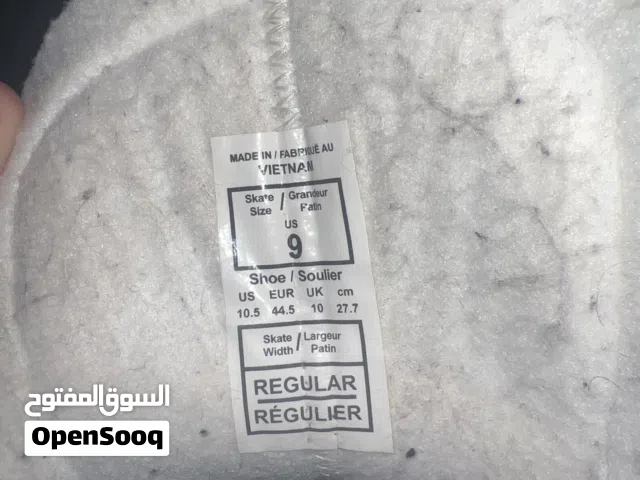 MADE IN / FABRIQUÉ AU
VIETNAM
Skate / Grandeur
Size Patin
US
9
Shoe / Soulier
US EUR UK cm
10.5 44.5 10 27.7
Skate / Largeur
Width Patin
REGULAR
RÉGULIER
السوق المفتوح
OpenSooq